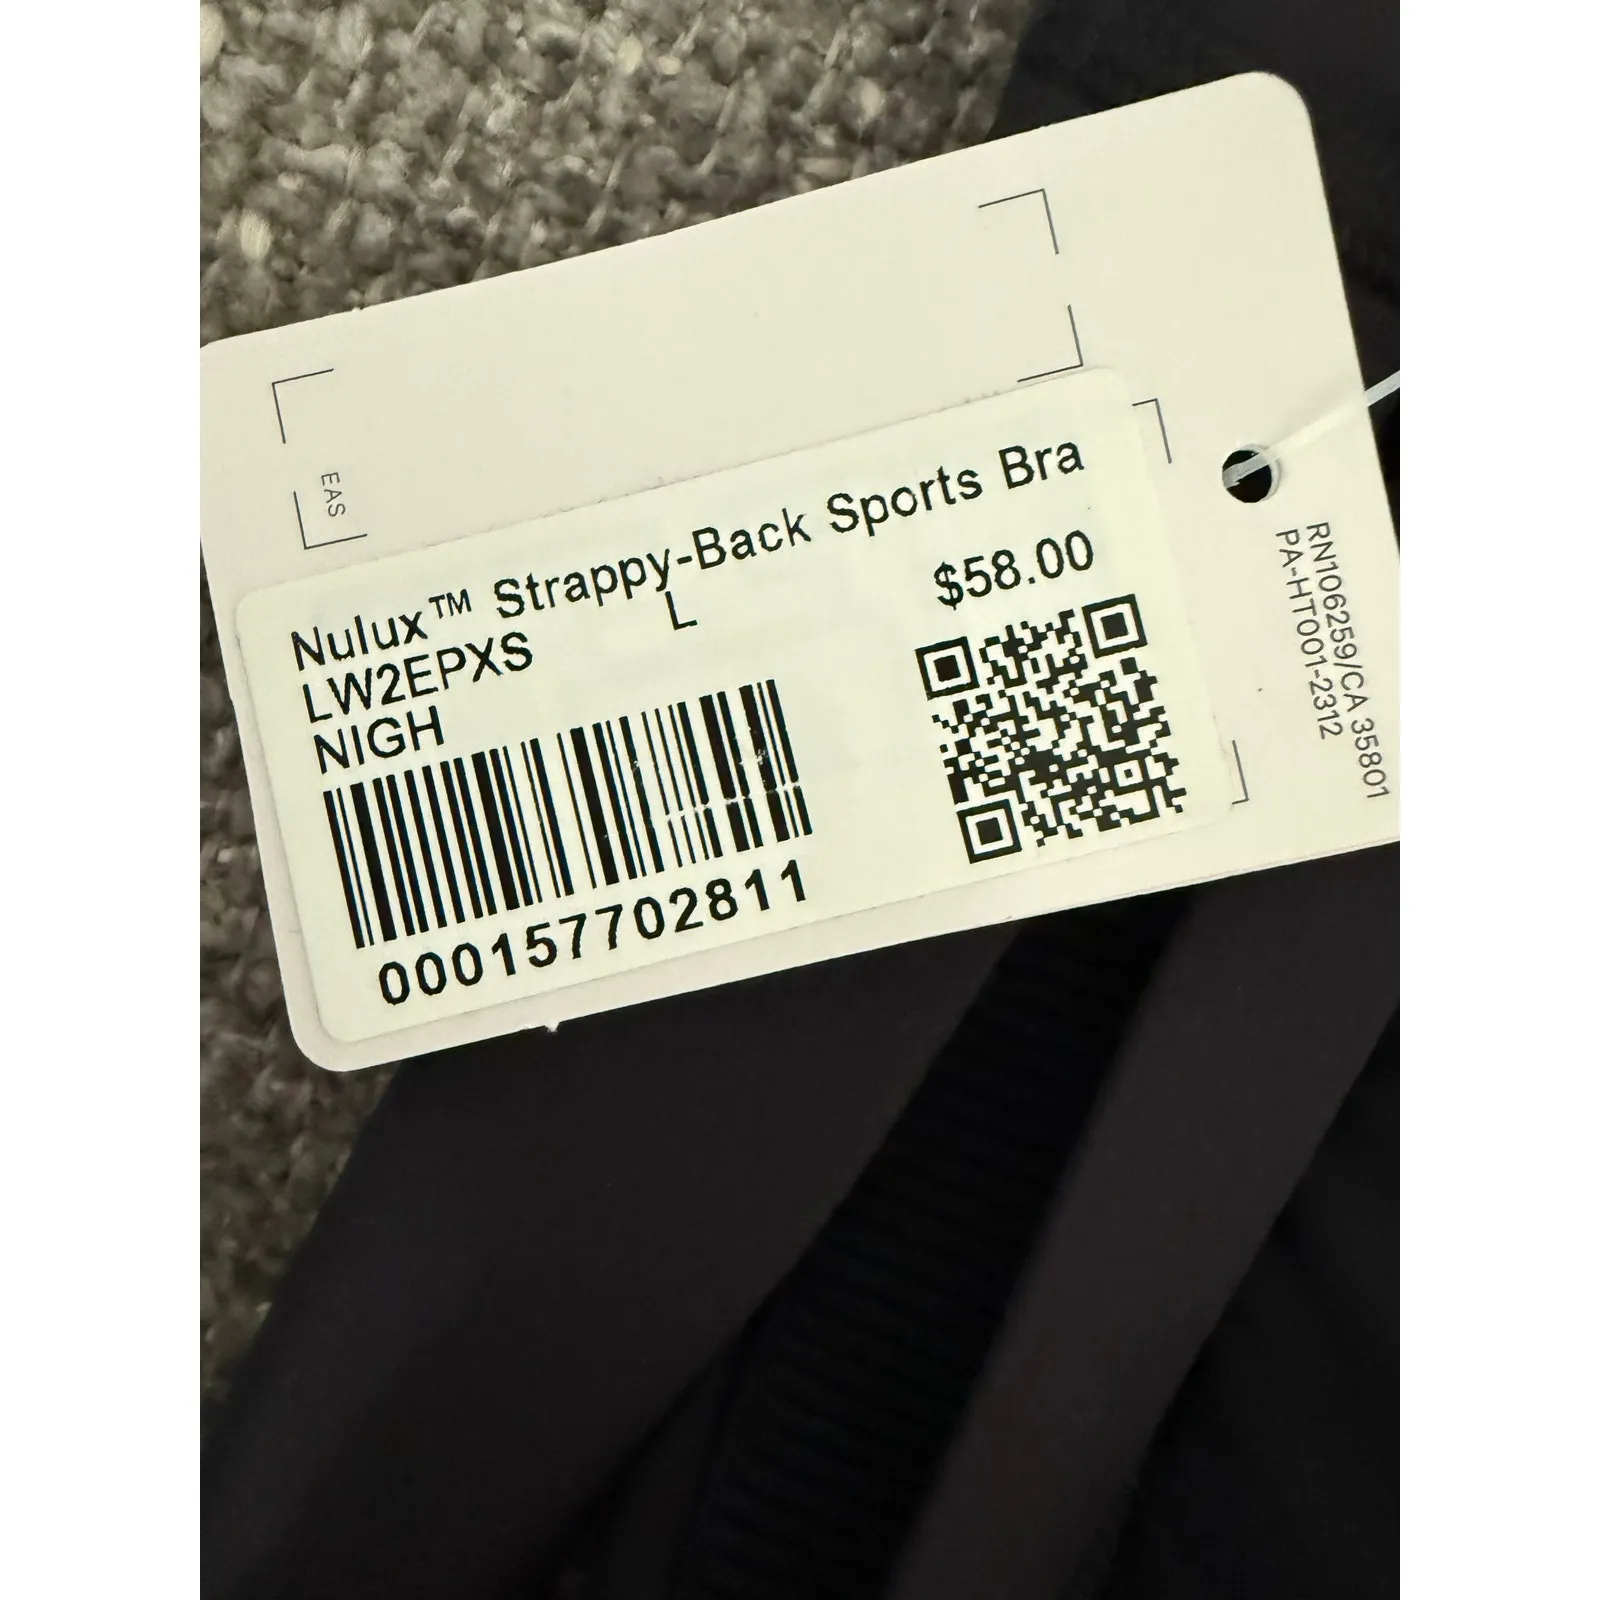 EAS
Nulux™ Strappy-Back Sports Bra
LW2EPXS L $58.00
NIGH
000157702811
RN106259/CA 35801
PA-HT001-2312